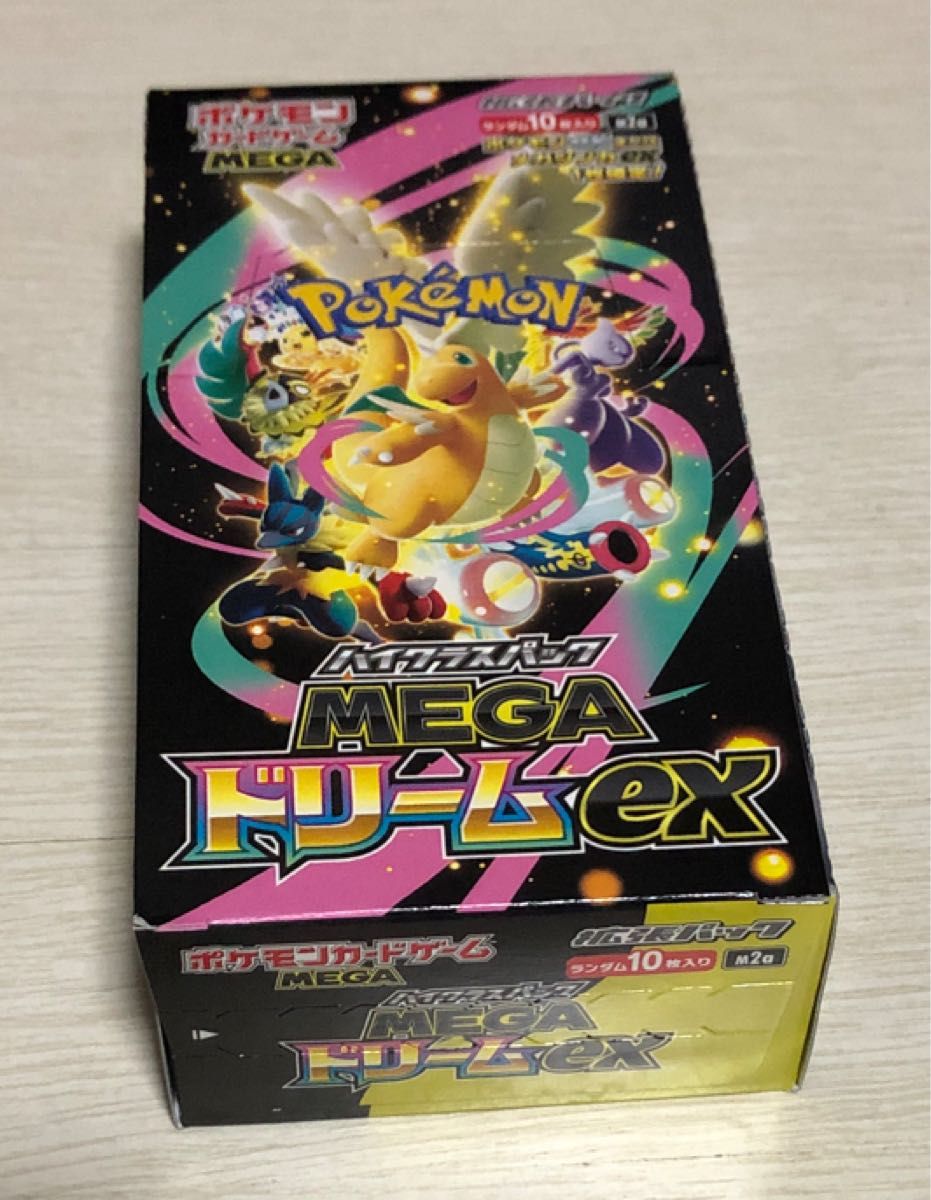 ポケモン
カードゲーム
MEGA
拡張パック
ランダム10枚入り M2a
ex
POKéMON
ハイクラスパック
MEGA
ドリームex
ポケモンカードゲーム
MEGA
拡張パック
ランダム10枚入り M2a
ハイクラスパック
MEGA
ドリームex